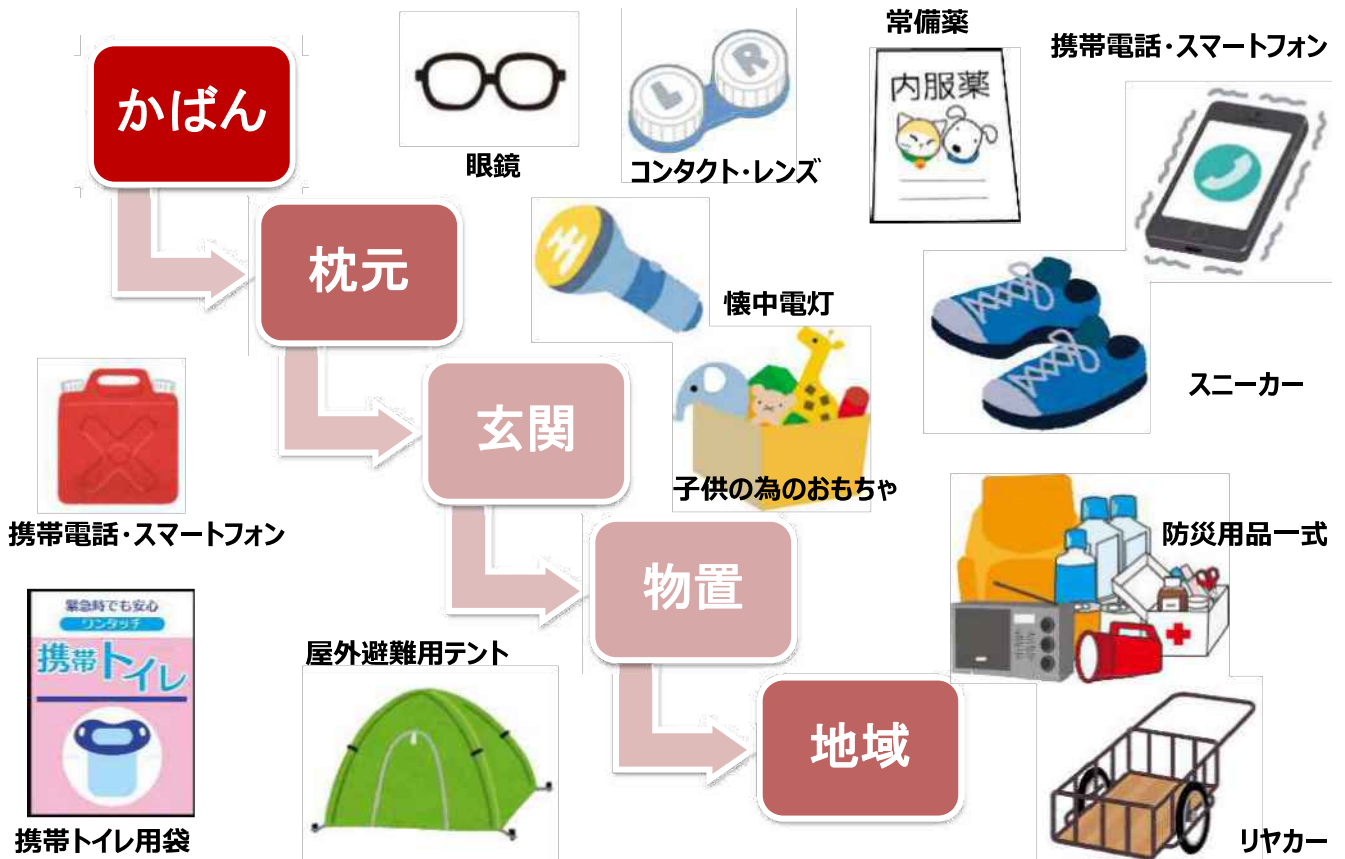 かばん
眼鏡
L
R
コンタクト・レンズ
常備薬
内服薬
携帯電話・スマートフォン
枕元
懐中電灯
スニーカー
玄関
子供の為のおもちゃ
携帯電話・スマートフォン
物置
防災用品一式
緊急時でも安心
ワンタッチ
携帯トイレ
携帯トイレ用袋
屋外避難用テント
地域
リヤカー